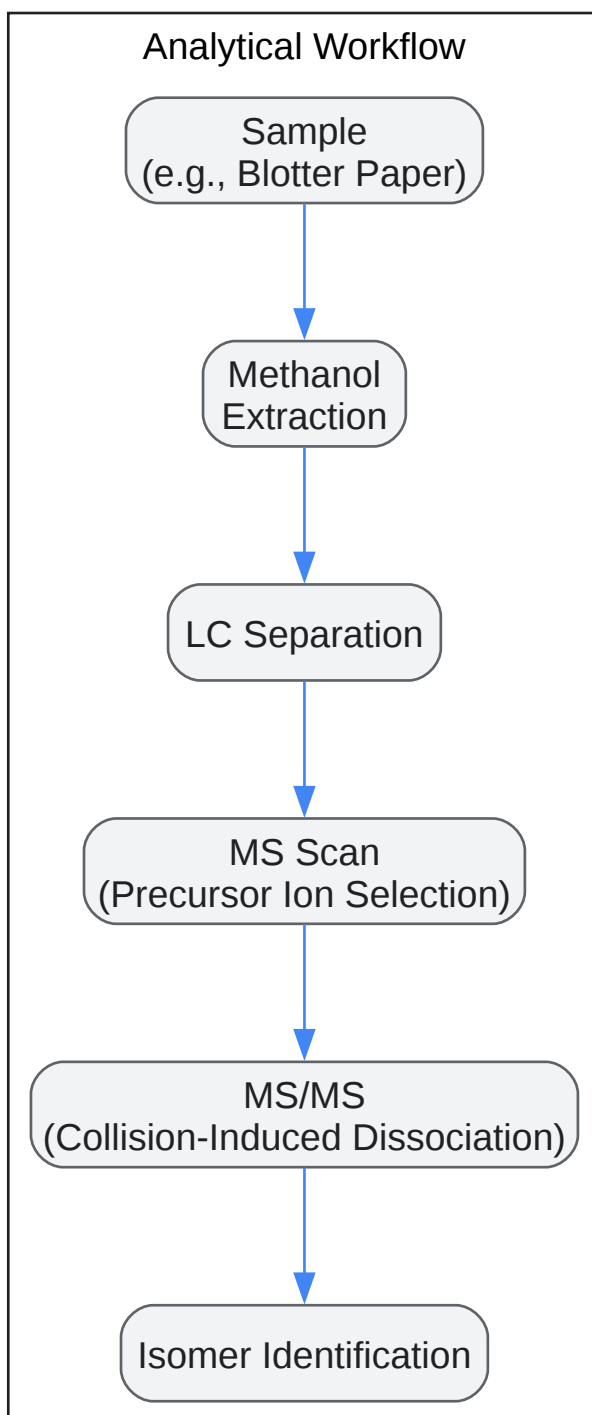 Analytical Workflow
Sample
(e.g., Blotter Paper)
Methanol
Extraction
LC Separation
MS Scan
(Precursor Ion Selection)
MS/MS
(Collision-Induced Dissociation)
Isomer Identification